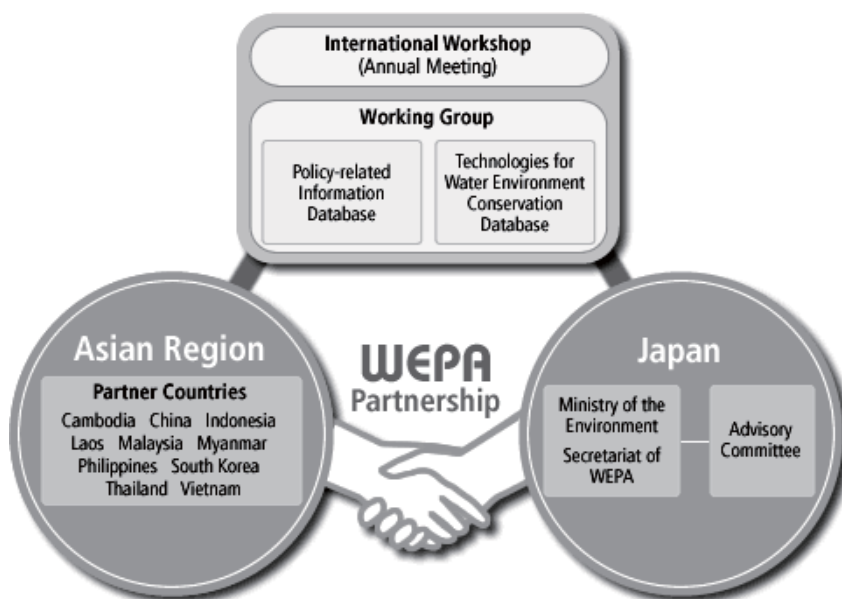 International Workshop
(Annual Meeting)
Working Group
Policy-related
Information
Database
Technologies for
Water Environment
Conservation
Database
Asian Region
Partner Countries
Cambodia China Indonesia
Laos Malaysia Myanmar
Philippines South Korea
Thailand Vietnam
WEPA
Partnership
Japan
Ministry of the
Environment
Secretariat of
WEPA
Advisory
Committee